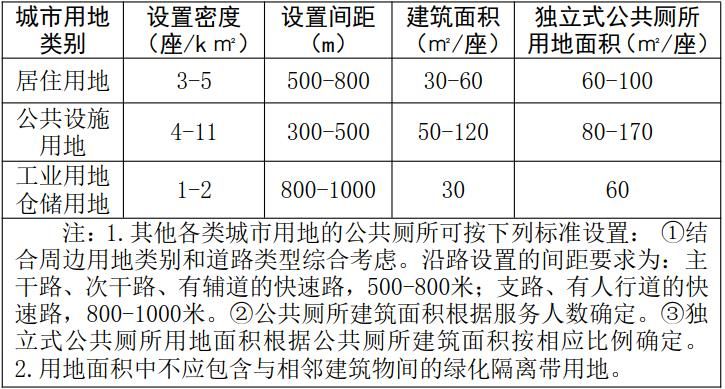 城市用地类别 设置密度（座/k㎡） 设置间距（m） 建筑面积（㎡/座） 独立式公共厕所用地面积（㎡/座）
居住用地 3-5 500-800 30-60 60-100
公共设施用地 4-11 300-500 50-120 80-170
工业用地仓储用地 1-2 800-1000 30 60
注：1.其他各类城市用地的公共厕所可按下列标准设置： ①结
合周边用地类别和道路类型综合考虑。沿路设置的间距要求为：主
干路、次干路、有辅道的快速路，500-800米；支路、有人行道的快
速路，800-1000米。②公共厕所建筑面积根据服务人数确定。③独
立式公共厕所用地面积根据公共厕所建筑面积按相应比例确定。
2.用地面积中不应包含与相邻建筑物间的绿化隔离带用地。